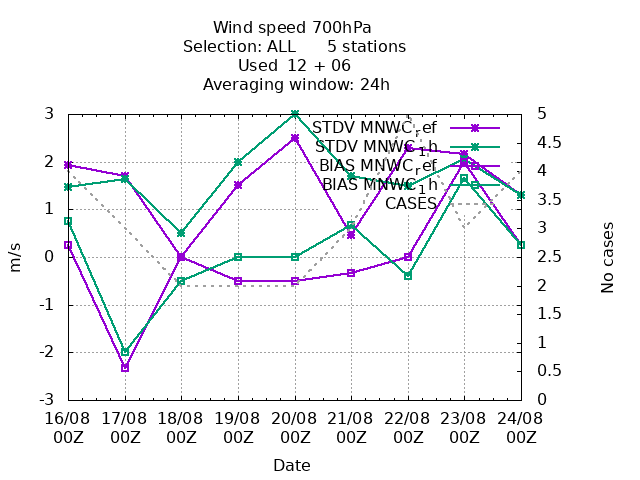 Wind speed 700hPa
Selection: ALL 5 stations
Used 12 + 06
Averaging window: 24h
STDV MNWC_ref
STDV MNWC_1h
BIAS MNWC_ref
BIAS MNWC_1h
CASES
3
2
1
0
-1
-2
-3
m/s
5
4.5
4
3.5
3
2.5
2
1.5
1
0.5
0
No cases
16/08 17/08 18/08 19/08 20/08 21/08 22/08 23/08 24/08
00Z 00Z 00Z 00Z 00Z 00Z 00Z 00Z 00Z
Date